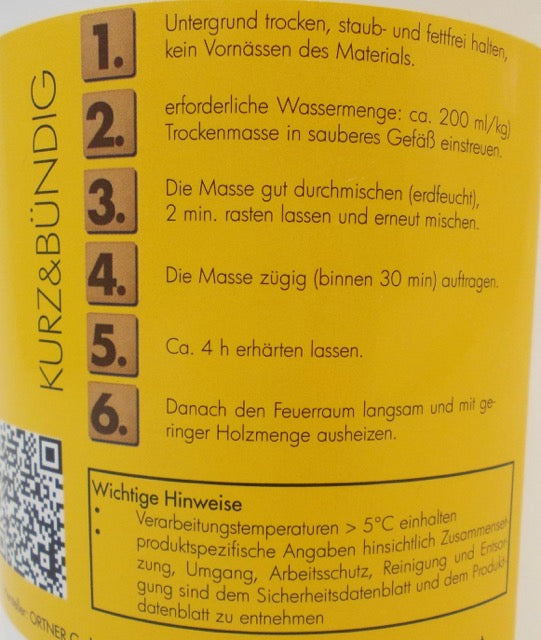 KURZ&BÜNDIG
1. Untergrund trocken, staub- und fettfrei halten,
kein Vornässen des Materials.
2. erforderliche Wassermenge: ca. 200 ml/kg)
Trockenmasse in sauberes Gefäß einstreuen.
3. Die Masse gut durchmischen (erdfeucht),
2 min. rasten lassen und erneut mischen.
4. Die Masse zügig (binnen 30 min) auftragen.
5. Ca. 4 h erhärten lassen.
6. Danach den Feuerraum langsam und mit ge-
ringer Holzmenge ausheizen.
Wichtige Hinweise
• Verarbeitungstemperaturen > 5°C einhalten
• produktspezifische Angaben hinsichtlich Zusammenset-
zung, Umgang, Arbeitsschutz, Reinigung und Entsor-
gung sind dem Sicherheitsdatenblatt und dem Produkt-
datenblatt zu entnehmen
ORTNER